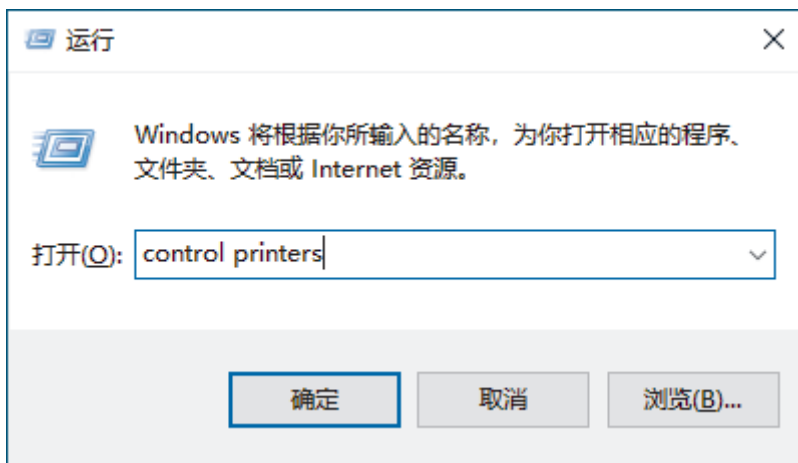 运行
Windows 将根据你所输入的名称，为你打开相应的程序、
文件夹、文档或 Internet 资源。
打开(O): control printers
确定 取消 浏览(B)...